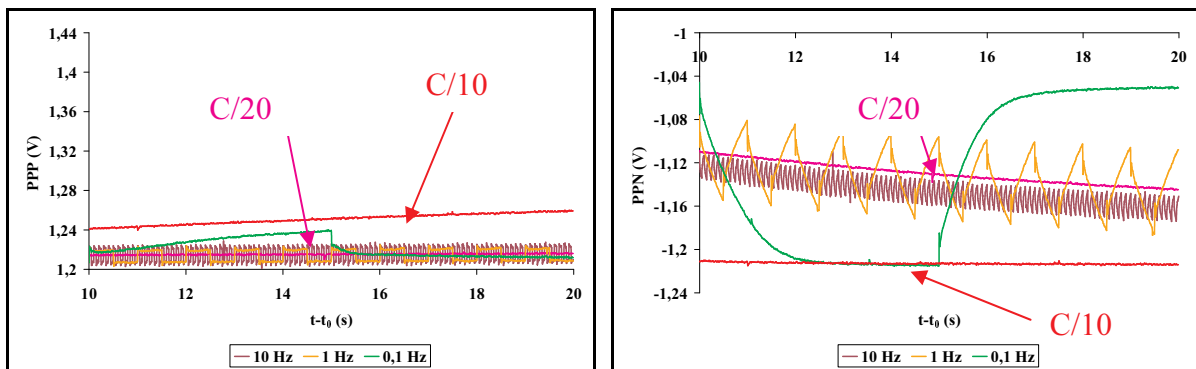 PPP (V)
1,44
1,4
1,36
1,32
1,28
1,24
1,2
C/20
C/10
10 12 14 16 18 20
t-t0 (s)
10 Hz 1 Hz 0,1 Hz
PPN (V)
-1
-1,04
-1,08
-1,12
-1,16
-1,2
-1,24
10 12 14 16 18 20
C/20
t-t0 (s)
C/10
10 Hz 1 Hz 0,1 Hz